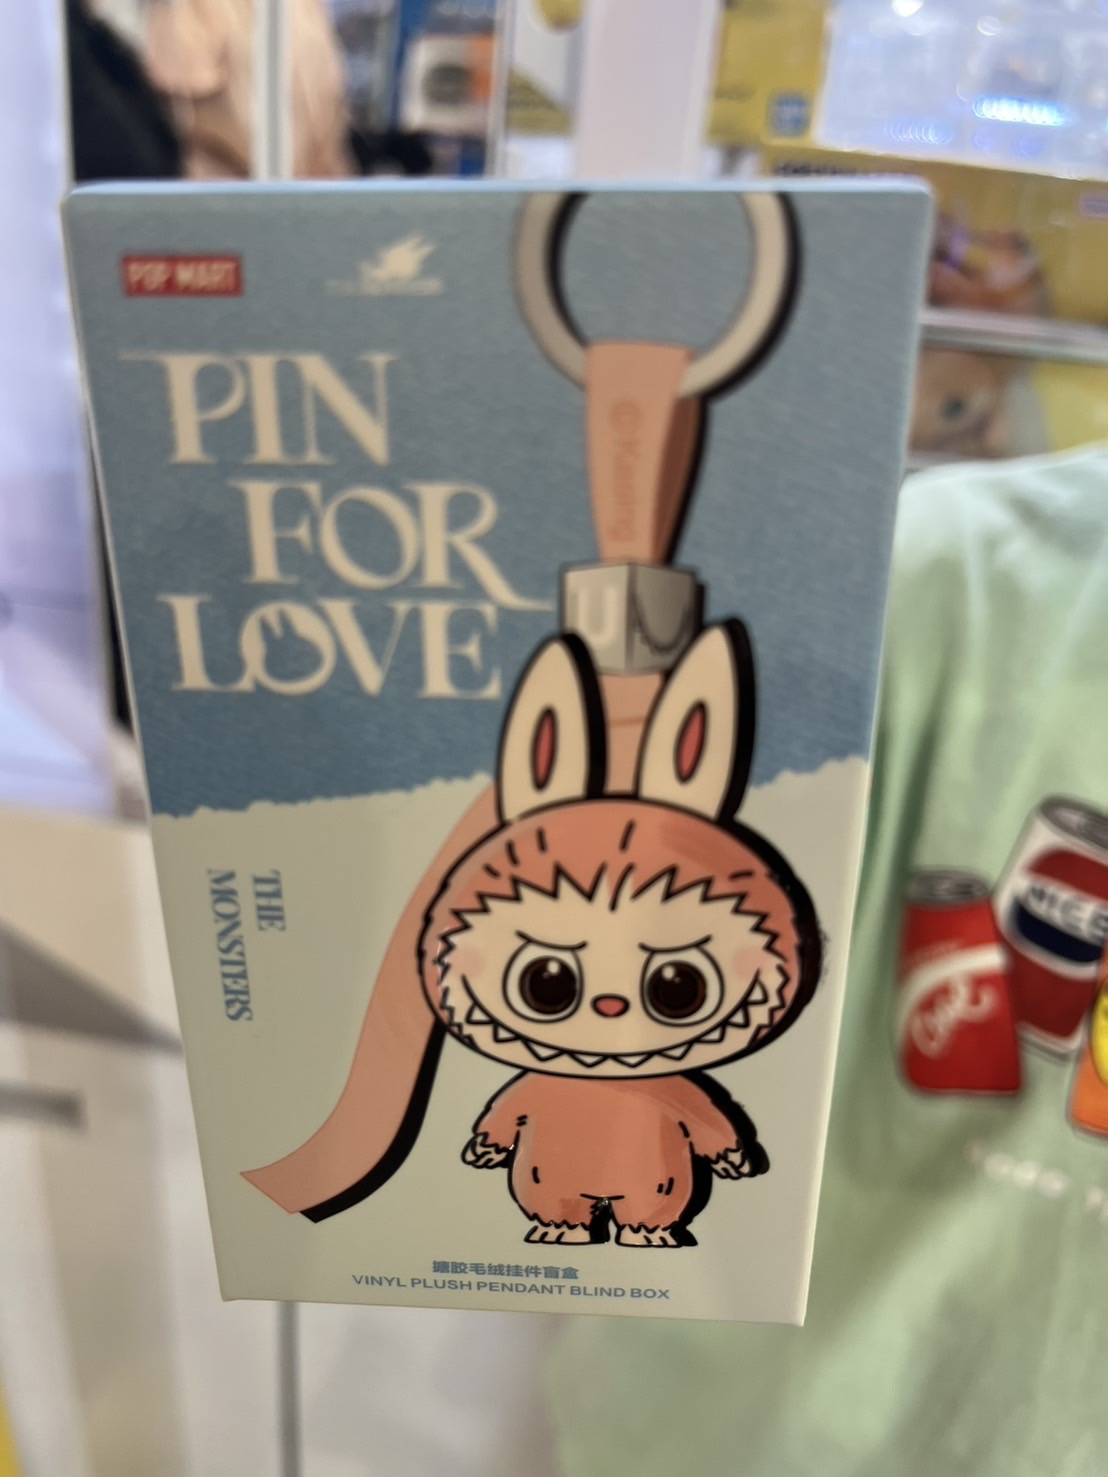 POP MART
PIN
FOR
LOVE
U
THE
MONSTERS
搪胶毛绒挂件盲盒
VINYL PLUSH PENDANT BLIND BOX
NICE